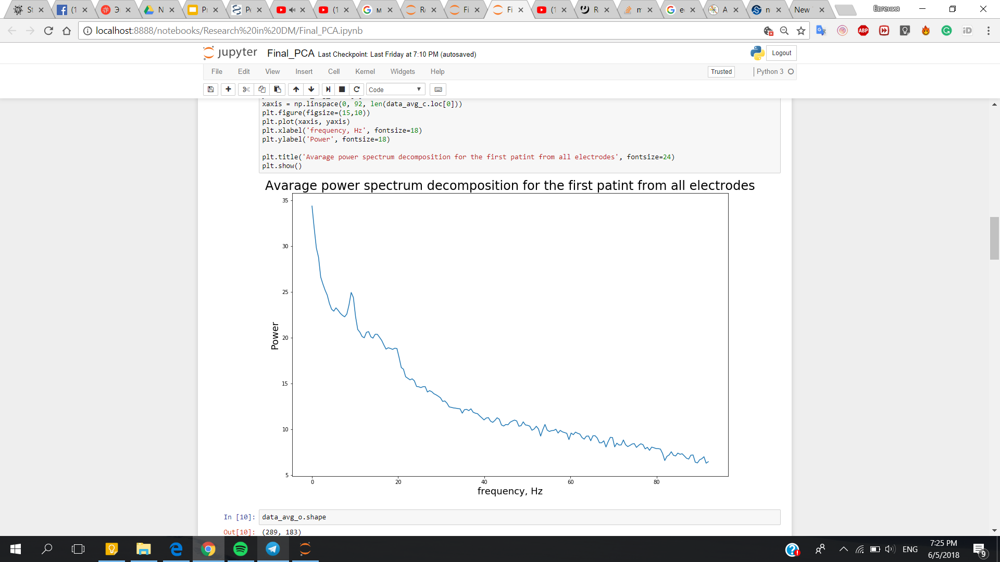 St
(1
Э
N
Pr
Pe
(1
м
Ro
Fi
Fi
(1
R
m
e
A
n
New
Евгения
localhost:8888/notebooks/Research%20in%20DM/Final_PCA.ipynb
ABP
jupyter Final_PCA Last Checkpoint: Last Friday at 7:10 PM (autosaved)
Logout
File Edit View Insert Cell Kernel Widgets Help
Trusted
Python 3
Code
xaxis = np.linspace(0, 92, len(data_avg_c.loc[0]))
plt.figure(figsize=(15,10))
plt.plot(xaxis, yaxis)
plt.xlabel('frequency, Hz', fontsize=18)
plt.ylabel('Power', fontsize=18)
plt.title('Avarage power spectrum decomposition for the first patint from all electrodes', fontsize=24)
plt.show()
Avarage power spectrum decomposition for the first patint from all electrodes
35
30
25
20
15
10
5
Power
0 20 40 60 80
frequency, Hz
In [10]: data_avg_o.shape
Out[10]: (289, 183)
ENG
7:25 PM
6/5/2018
9